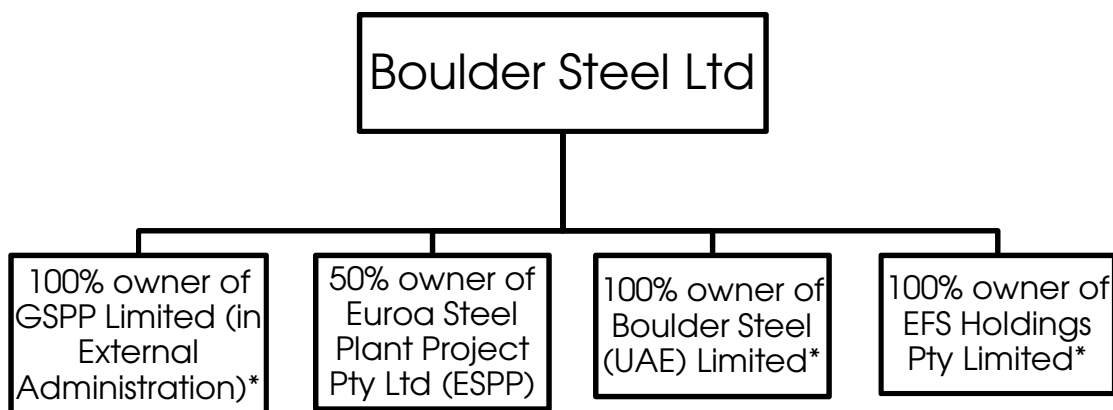 Boulder Steel Ltd
100% owner of
GSPP Limited (in
External
Administration)*
50% owner of
Euroa Steel
Plant Project
Pty Ltd (ESPP)
100% owner of
Boulder Steel
(UAE) Limited*
100% owner of
EFS Holdings
Pty Limited*